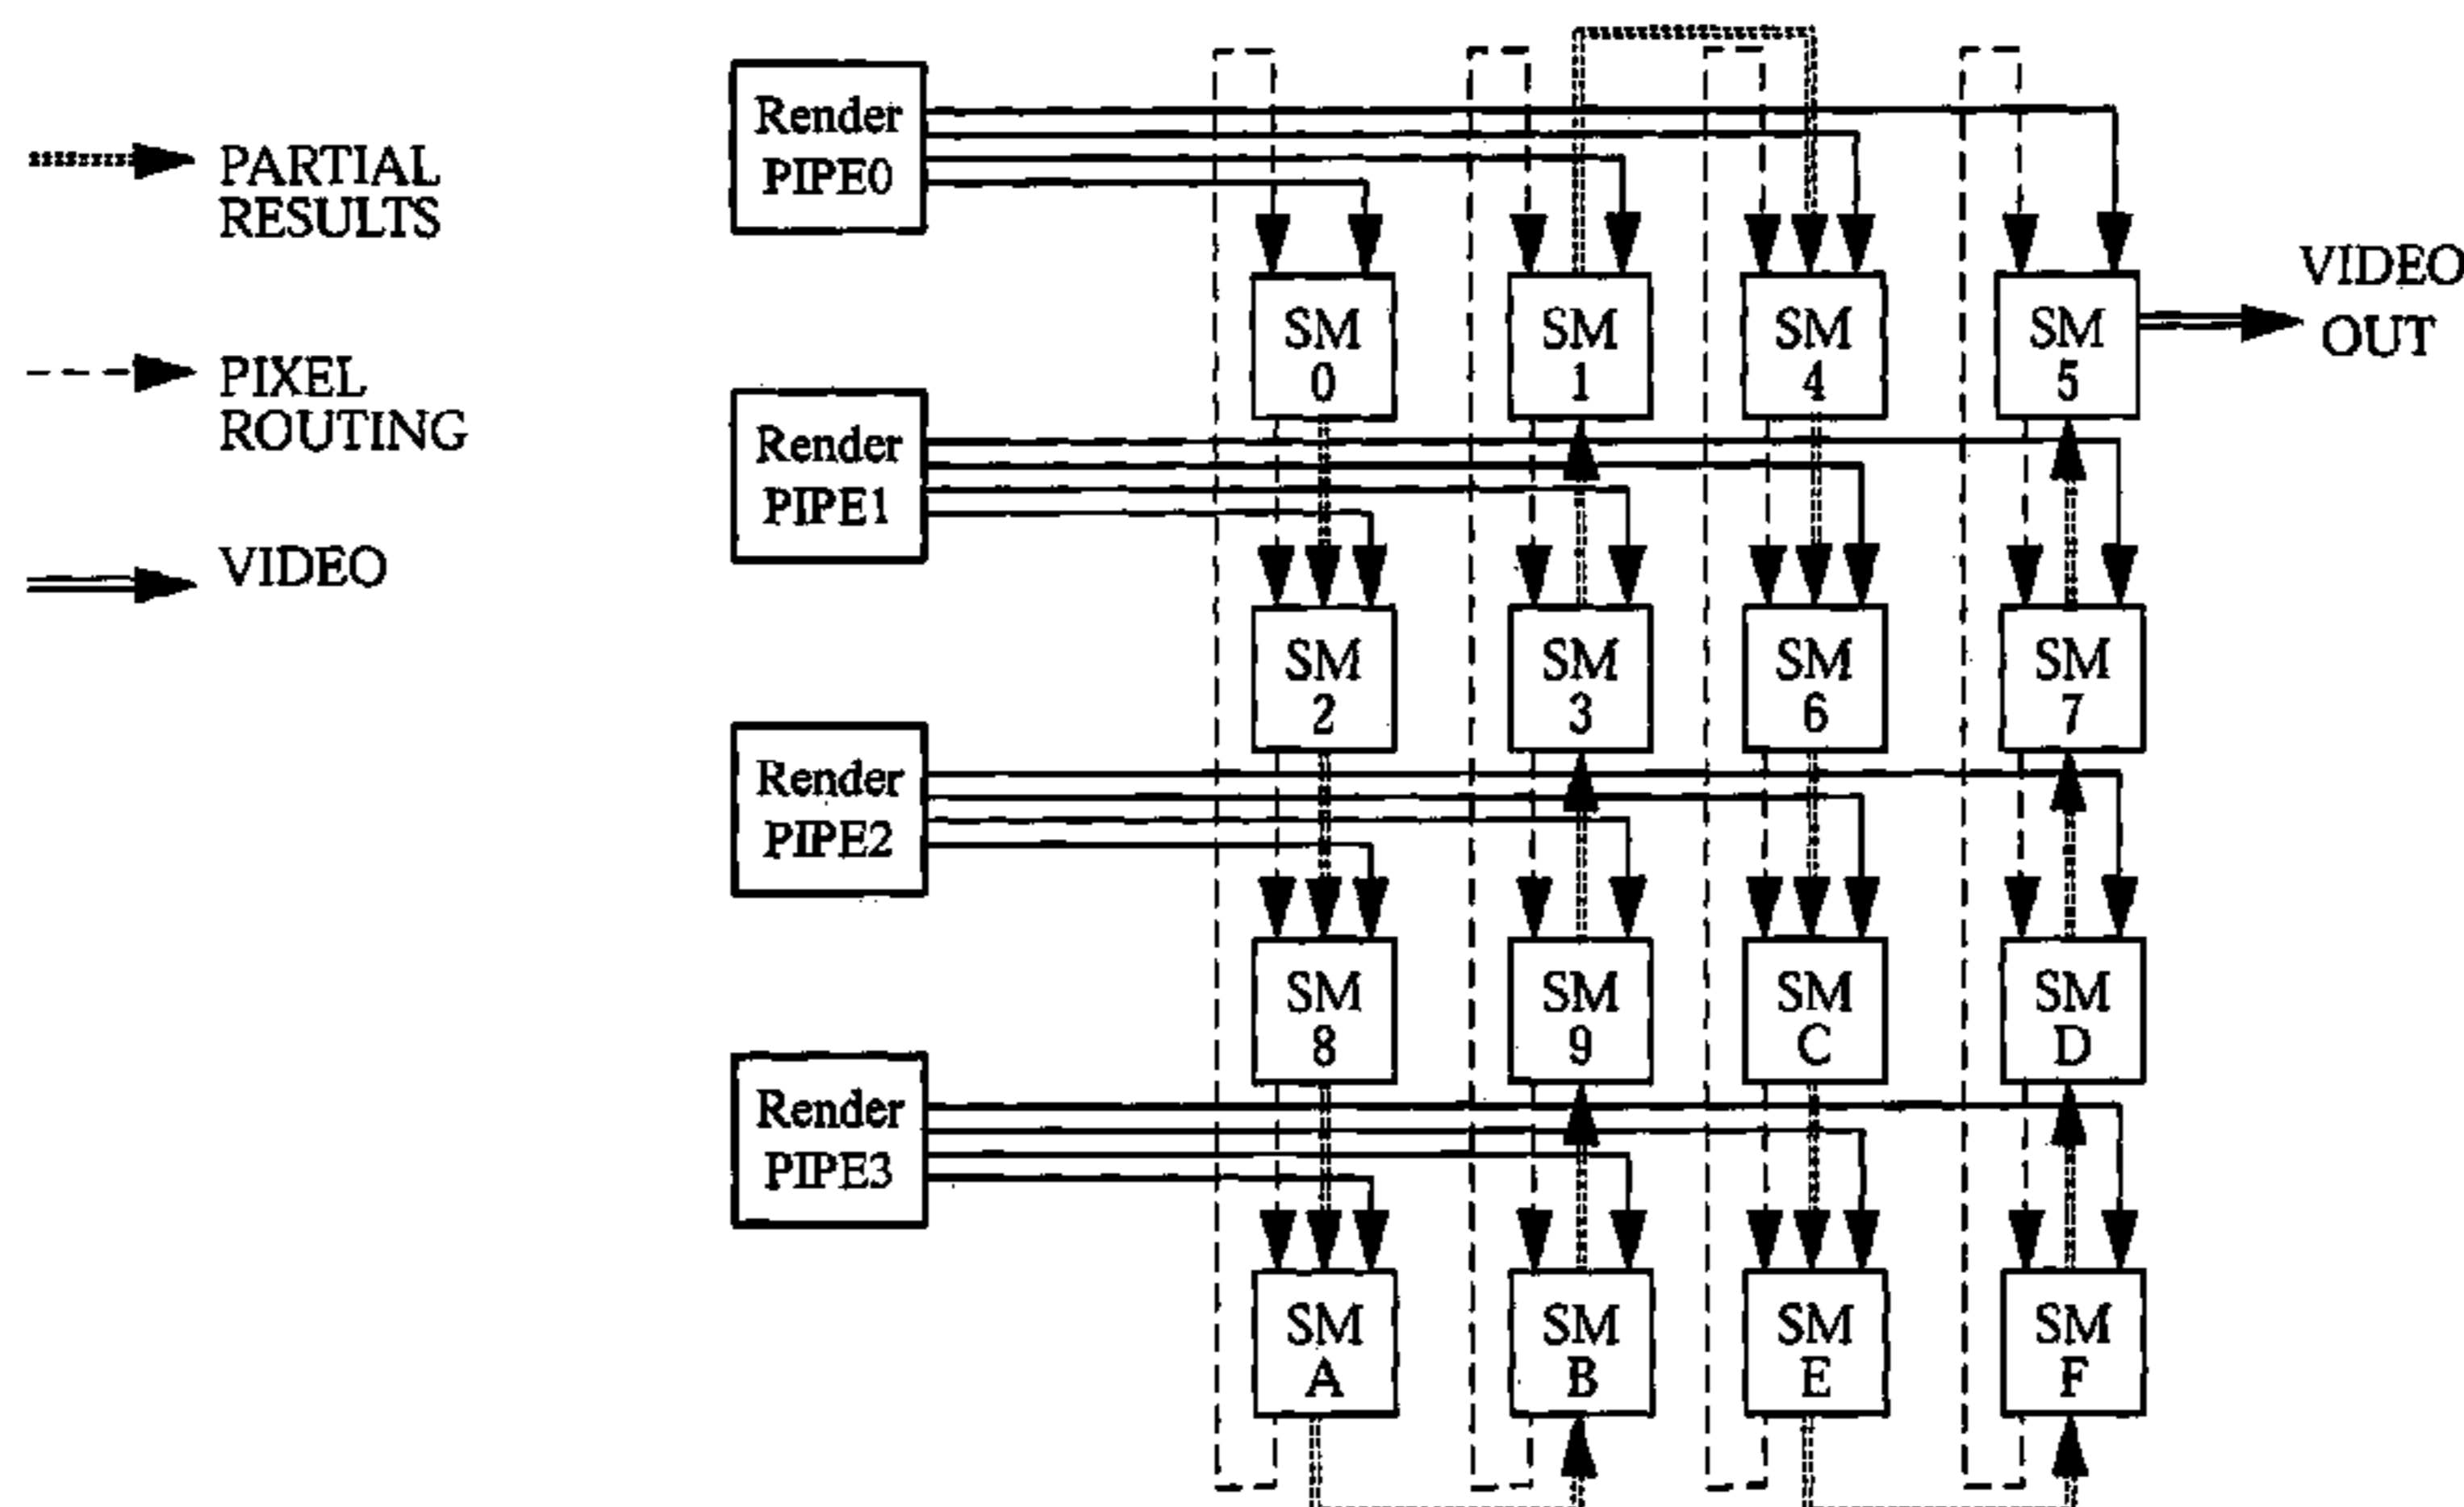 PARTIAL
RESULTS
PIXEL
ROUTING
VIDEO
Render
PIPE0
Render
PIPE1
Render
PIPE2
Render
PIPE3
SM
0
SM
1
SM
4
SM
5
VIDEO
OUT
SM
2
SM
3
SM
6
SM
7
SM
8
SM
9
SM
C
SM
D
SM
A
SM
B
SM
E
SM
F